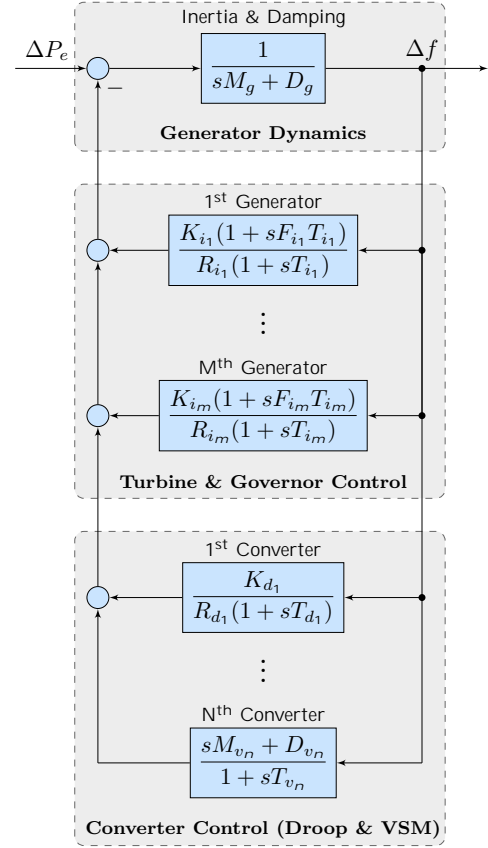 Inertia & Damping
ΔP_e
1
sM_g + D_g
Δf
−
Generator Dynamics
1st Generator
K_{i_1}(1 + sF_{i_1}T_{i_1})
R_{i_1}(1 + sT_{i_1})
⋮
Mth Generator
K_{i_m}(1 + sF_{i_m}T_{i_m})
R_{i_m}(1 + sT_{i_m})
Turbine & Governor Control
1st Converter
K_{d_1}
R_{d_1}(1 + sT_{d_1})
⋮
Nth Converter
sM_{v_n} + D_{v_n}
1 + sT_{v_n}
Converter Control (Droop & VSM)